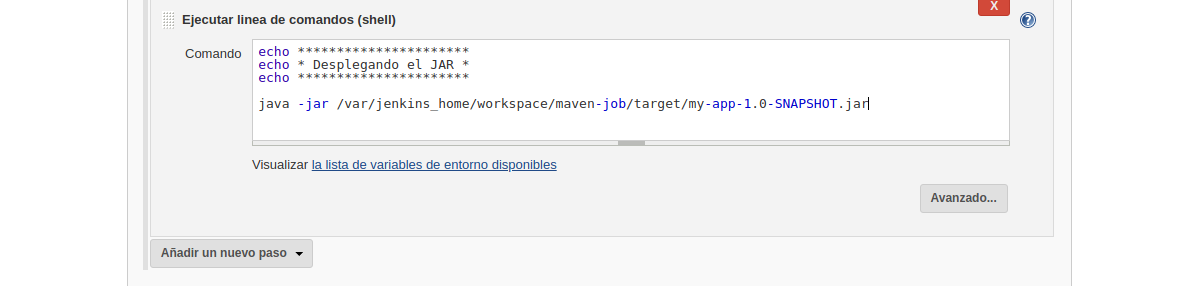 X
Ejecutar linea de comandos (shell)
?
Comando
echo **********************
echo * Desplegando el JAR *
echo **********************
java -jar /var/jenkins_home/workspace/maven-job/target/my-app-1.0-SNAPSHOT.jar
Visualizar la lista de variables de entorno disponibles
Avanzado...
Añadir un nuevo paso